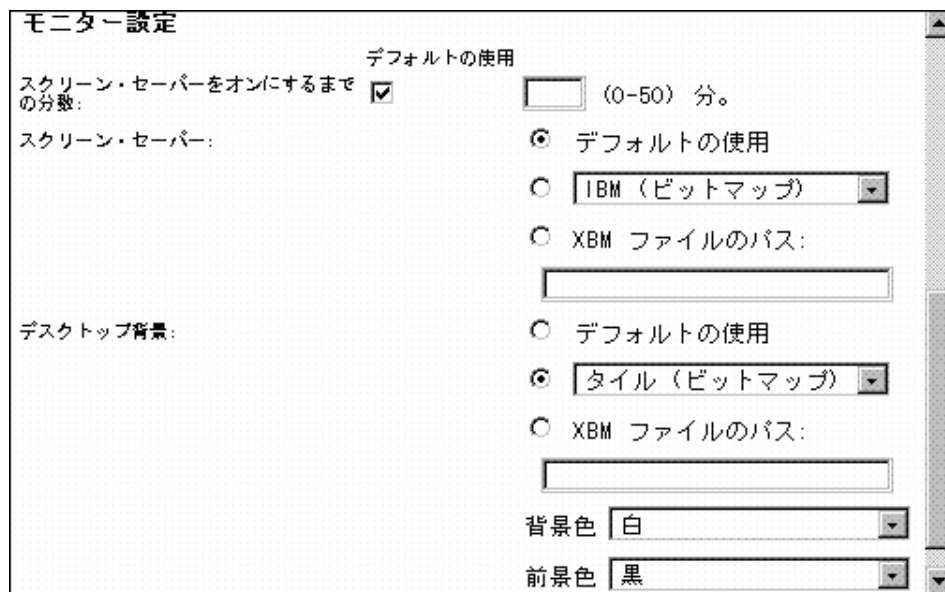 モニター設定
デフォルトの使用
スクリーン・セーバーをオンにするまで
の分数:
(0-50) 分。
スクリーン・セーバー:
デフォルトの使用
IBM (ビットマップ)
XBM ファイルのパス:
デスクトップ背景:
デフォルトの使用
タイル (ビットマップ)
XBM ファイルのパス:
背景色 白
前景色 黒